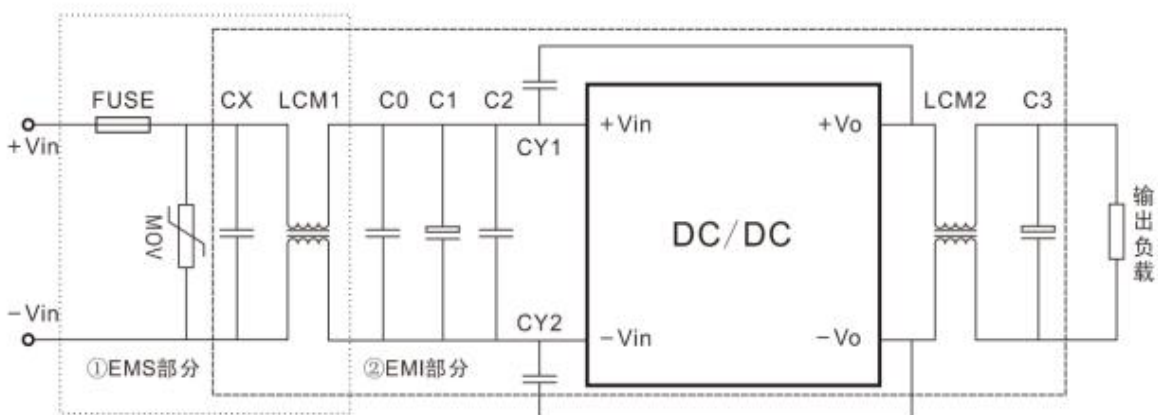 FUSE CX LCM1 C0 C1 C2 LCM2 C3
+Vin CY1 +Vin +Vo
MOV DC/DC 输出负载
-Vin CY2 -Vin -Vo
①EMS部分 ②EMI部分